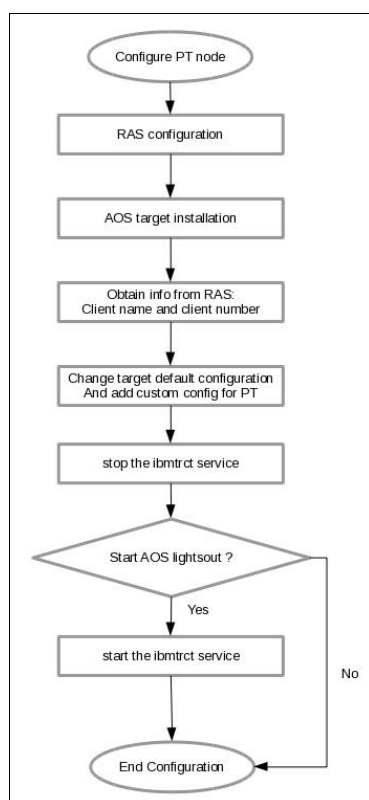 Configure PT node
RAS configuration
AOS target installation
Obtain info from RAS:
Client name and client number
Change target default configuration
And add custom config for PT
stop the ibmtrct service
Start AOS lightsout ?
Yes
start the ibmtrct service
No
End Configuration